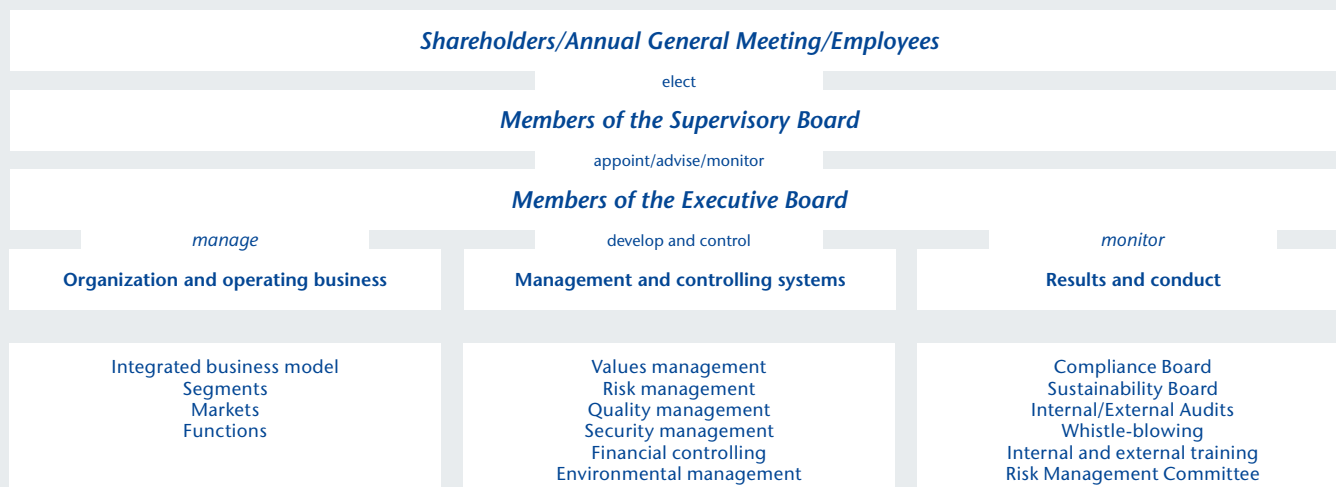 Shareholders/Annual General Meeting/Employees
elect
Members of the Supervisory Board
appoint/advise/monitor
Members of the Executive Board
manage
develop and control
monitor
Organization and operating business
Management and controlling systems
Results and conduct
Integrated business model
Segments
Markets
Functions
Values management
Risk management
Quality management
Security management
Financial controlling
Environmental management
Compliance Board
Sustainability Board
Internal/External Audits
Whistle-blowing
Internal and external training
Risk Management Committee